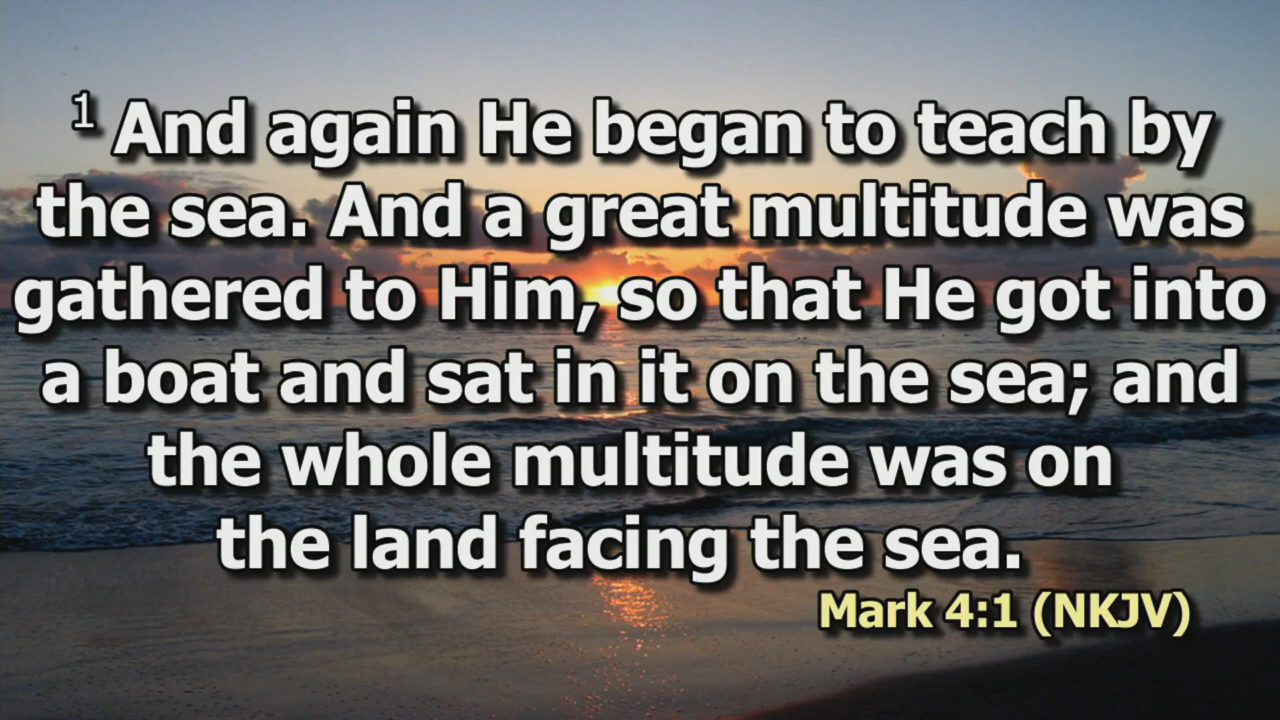 1 And again He began to teach by
the sea. And a great multitude was
gathered to Him, so that He got into
a boat and sat in it on the sea; and
the whole multitude was on
the land facing the sea.
Mark 4:1 (NKJV)